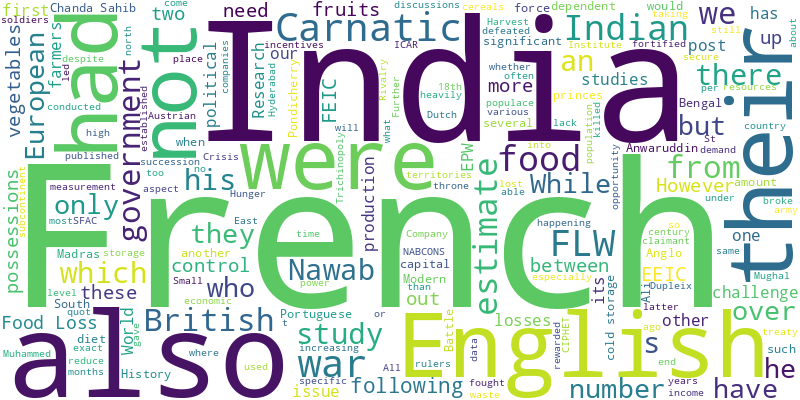 first
Chanda Sahib
soldiers
come
two
despite
north
led
need
fruits
companies
increasing
Carnatic
discussions
Harvest
defeated
significant
cereals
often
ICAR
incentives
our
dependent
force
taking
Institute
Indian
would
still
fortified
has
we
post
secure
up
about
vegetables
European
farmers
had
not
India
an
studies
there
resources
conducted
place
established
Austrian
government
political
Research
Hyderabad
Pondicherry
FEIC
Rivalry
Further
18th
heavily
Dutch
more
whether
populace
various
several
princes
Bengal
per
country
high
published
by
when
succession
no
too
Crisis
will
what
lack
population
killed
but
St
demand
Anwaruddin
their
aspect
measurement
mostSFAC
Hunger
his
were
Trichinopoly
production
territories
throne
EPW
food
lost
able
into
While
opportunity
from
However
amount
under
broke
army
possessions
subcontinent
only
they
French
estimate
FLW
happening
so
century
claimant
one
same
Mughal
Madras
storage
which
another
control
East
time
Company
NABCONS
capital
Modern
than
between
its
Anglo
EEIC
Ali
Dupleix
challenge
level
these
South
quot
who
Small
economic
Nawab
power
out
especially
cold storage
latter
over
Food Loss
World
gave
British
Portuguese
t
or
study
losses
Battle
rulers
data
other
is
ago
treaty
such
he
Muhammed
diet
exact
reduce
months
History
where
used
also
war
issue
specific
All
following
English
fought
waste
rewarded
CIPHET
number
end
years
income
have